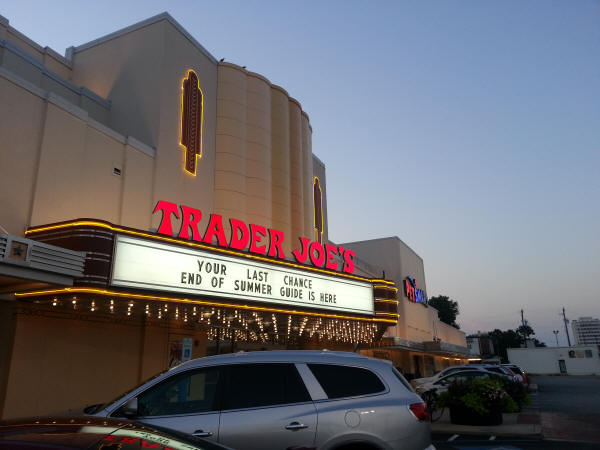 TRADER JOE'S
YOUR LAST CHANCE
END OF SUMMER GUIDE IS HERE